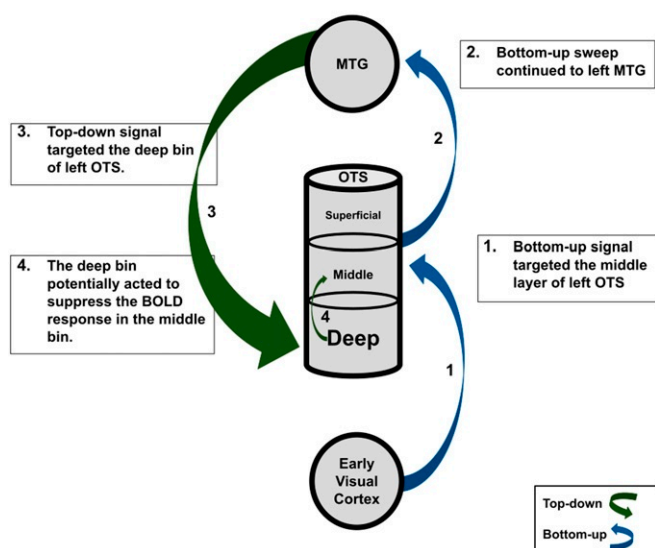 MTG
2. Bottom-up sweep
continued to left MTG
3. Top-down signal
targeted the deep bin
of left OTS.
2
3
OTS
Superficial
1. Bottom-up signal
targeted the middle
layer of left OTS
4. The deep bin
potentially acted to
suppress the BOLD
response in the middle
bin.
Middle
4
Deep
1
Early
Visual
Cortex
Top-down
Bottom-up